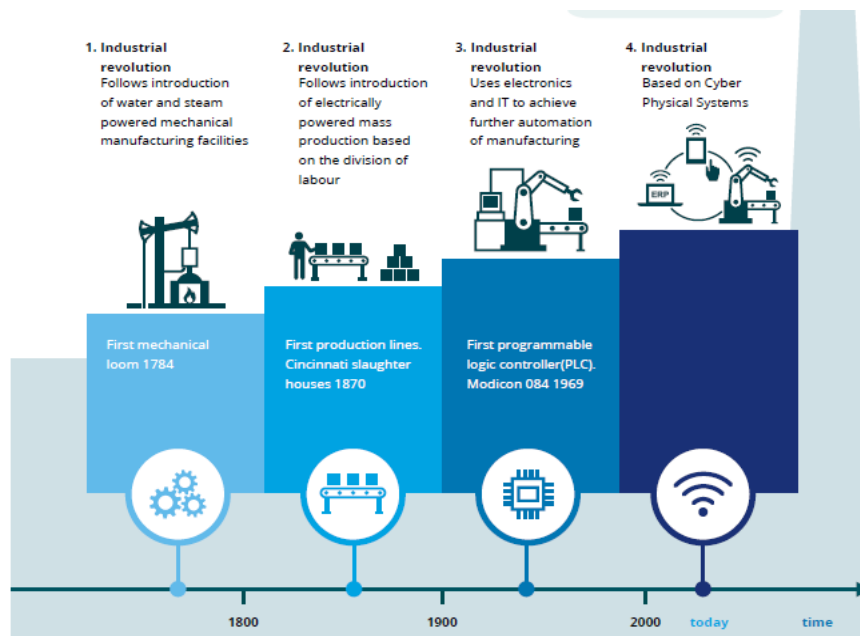 1. Industrial
revolution
Follows introduction
of water and steam
powered mechanical
manufacturing facilities
2. Industrial
revolution
Follows introduction
of electrically
powered mass
production based
on the division of
labour
3. Industrial
revolution
Uses electronics
and IT to achieve
further automation
of manufacturing
4. Industrial
revolution
Based on Cyber
Physical Systems
ERP
First mechanical
loom 1784
First production lines.
Cincinnati slaughter
houses 1870
First programmable
logic controller(PLC).
Modicon 084 1969
1800
1900
2000
today
time